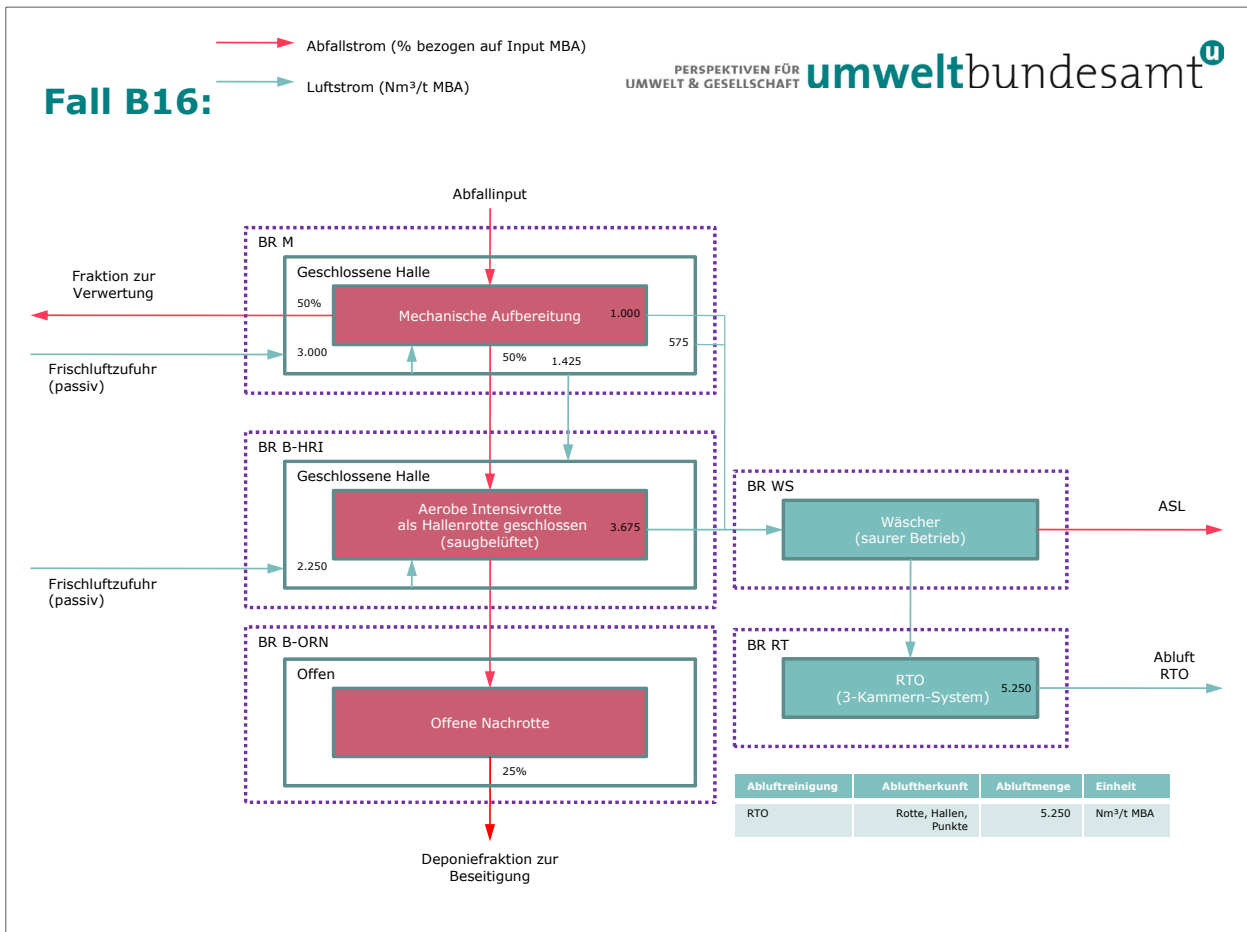 Abfallstrom (% bezogen auf Input MBA)
Luftstrom (Nm³/t MBA)
Fall B16:
PERSPEKTIVEN FÜR
UMWELT & GESELLSCHAFT
umweltbundesamt
u
Abfallinput
BR M
Geschlossene Halle
Fraktion zur
Verwertung
50%
Mechanische Aufbereitung
1.000
575
3.000
50%
1.425
Frischluftzufuhr
(passiv)
BR B-HRI
Geschlossene Halle
Aerobe Intensivrotte
als Hallenrotte geschlossen
(saugbelüftet)
3.675
2.250
Frischluftzufuhr
(passiv)
BR WS
Wäscher
(saurer Betrieb)
ASL
BR B-ORN
Offen
Offene Nachrotte
25%
BR RT
RTO
(3-Kammern-System)
5.250
Abluft
RTO
Abluftreinigung Abluftherkunft Abluftmenge Einheit
RTO Rotte, Hallen, 5.250 Nm³/t MBA
Punkte
Deponiefraktion zur
Beseitigung